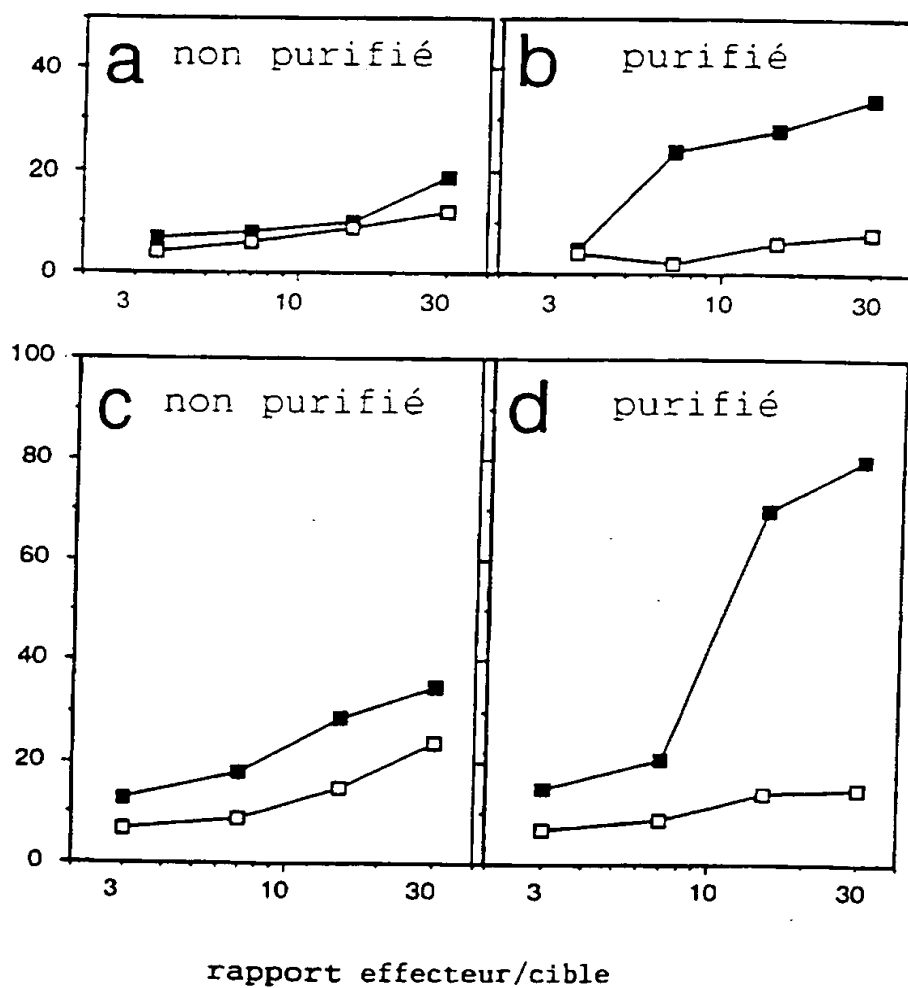 a non purifié
b purifié
40
20
0
3 10 30
3 10 30
100
c non purifié
d purifié
80
60
40
20
0
3 10 30
3 10 30
rapport effecteur/cible